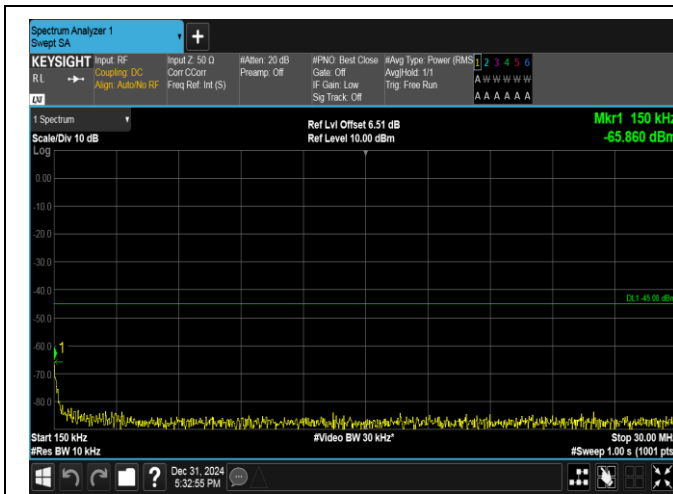 Spectrum Analyzer 1
Swept SA
+
KEYSIGHT Input: RF Input Z: 50 Ω #Atten: 20 dB #PNO: Best Close #Avg Type: Power (RMS 1 2 3 4 5 6
RL Coupling: DC Corr CCorr Preamp: Off Gate: Off Avg|Hold: 1/1 A W W W W W
Align: Auto/No RF Freq Ref: Int (S) IF Gain: Low Trig: Free Run
LXI Sig Track: Off A A A A A A
1 Spectrum Ref Lvl Offset 6.51 dB Mkr1 150 kHz
Scale/Div 10 dB Ref Level 10.00 dBm -65.860 dBm
Log
0.00
-10.0
-20.0
-30.0
-40.0
DL1 -45.00 dBm
-50.0
-60.0 1
-70.0
-80.0
Start 150 kHz #Video BW 30 kHz* Stop 30.00 MHz
#Res BW 10 kHz #Sweep 1.00 s (1001 pts
? Dec 31, 2024
5:32:55 PM